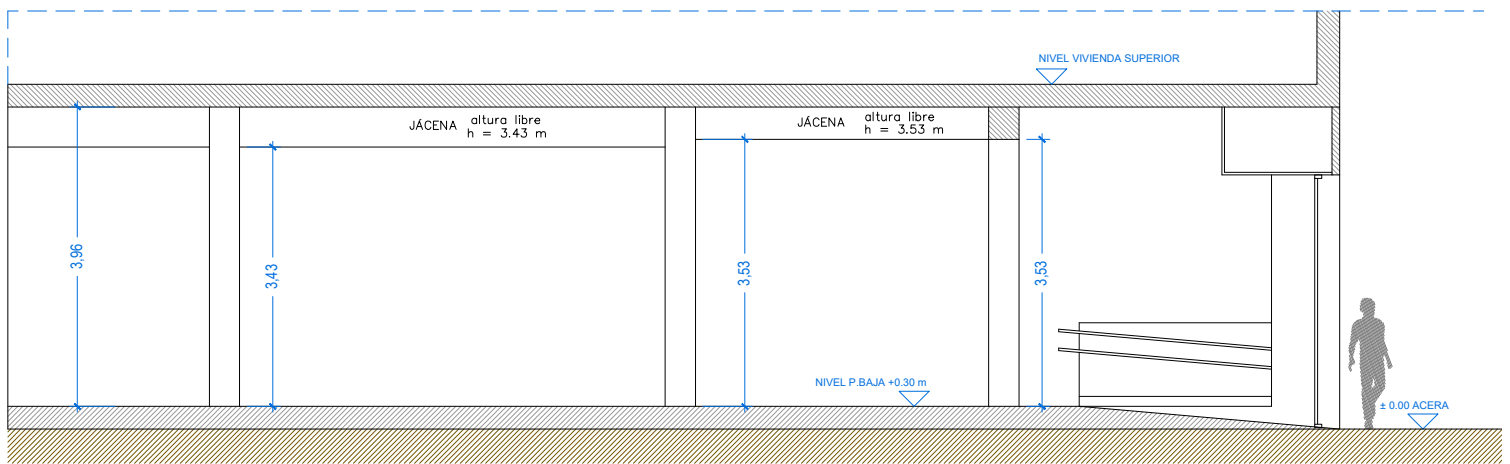 NIVEL VIVIENDA SUPERIOR
JÁCENA altura libre
h = 3.43 m
JÁCENA altura libre
h = 3.53 m
3,96
3,43
3,53
3,53
NIVEL P.BAJA +0.30 m
± 0.00 ACERA